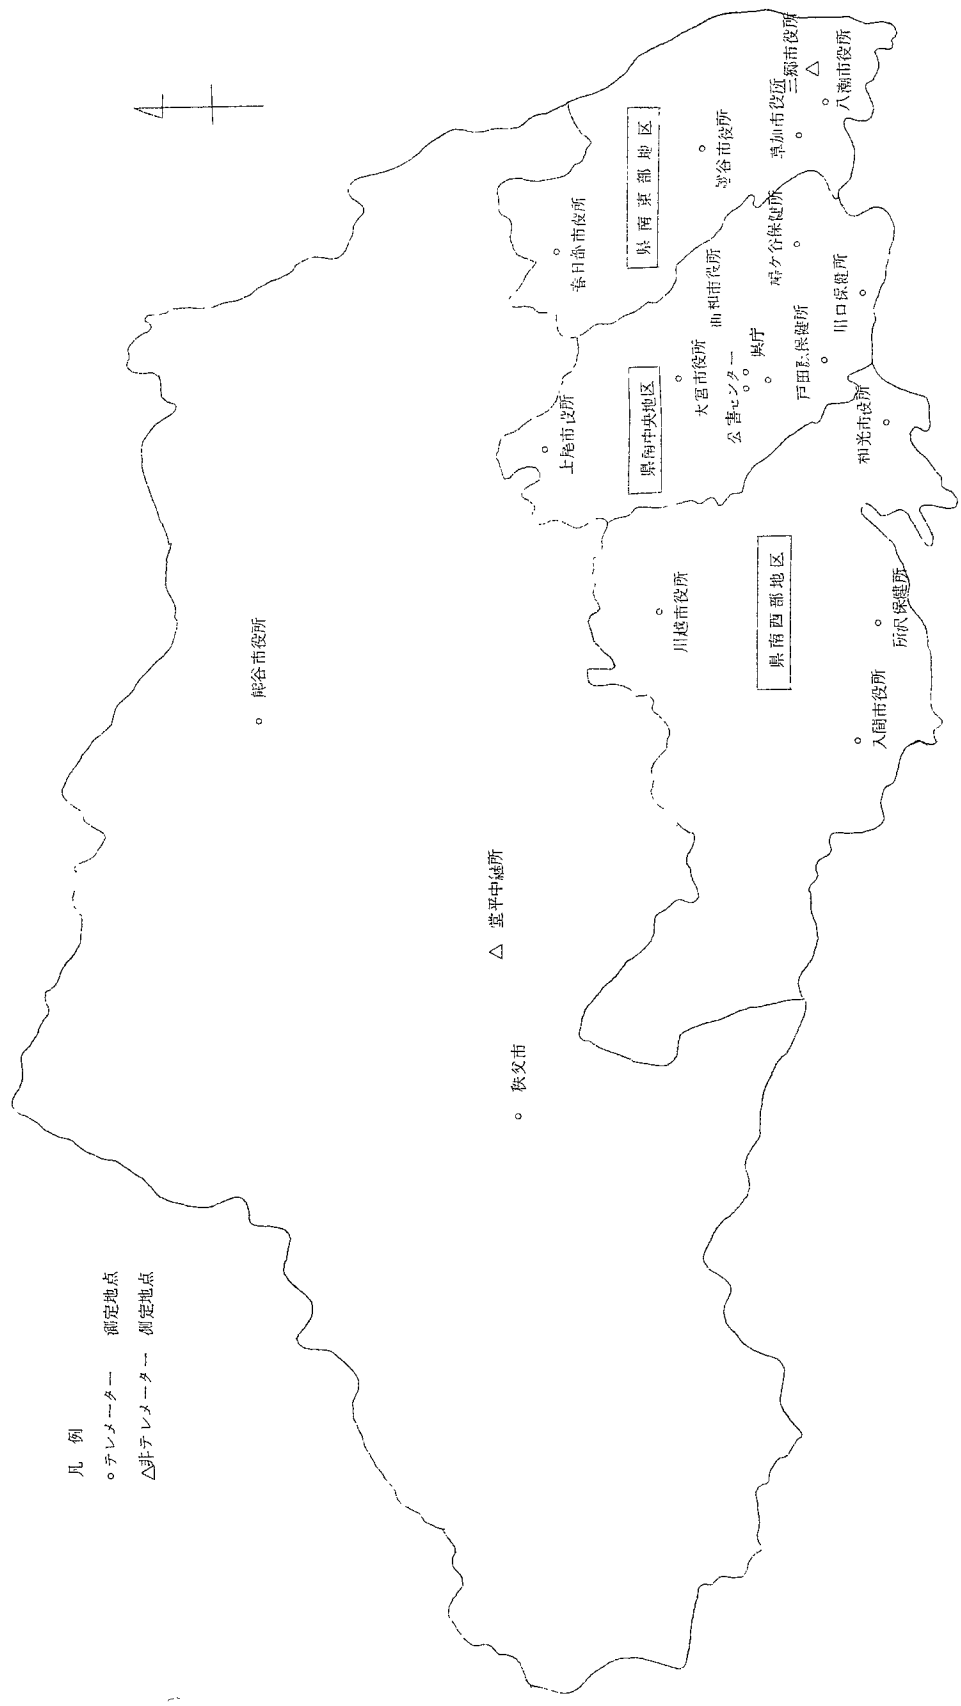 凡例
○テレメーター 測定地点
△非テレメーター 測定地点
熊谷市役所
秩父市
堂平中継所
上尾市役所
春日部市役所
県南東部地区
県南中央地区
県南西部地区
川越市役所
大宮市役所
公害センター
県庁
浦和市役所
越谷市役所
草加市役所
三郷市役所
八潮市役所
鳩ケ谷保健所
川口保健所
戸田蕨保健所
和光市役所
所沢保健所
入間市役所